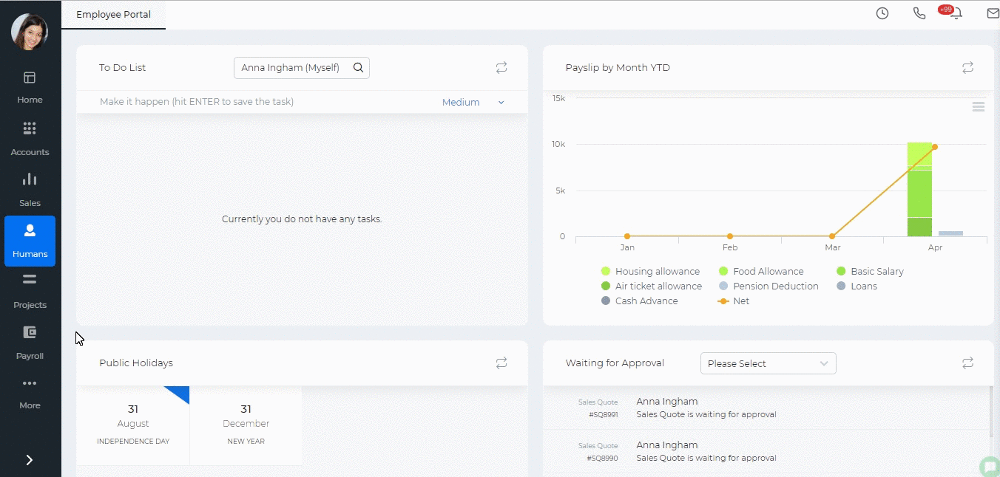 Employee Portal
+99
Home
Accounts
Sales
Humans
Projects
Payroll
More
To Do List
Anna Ingham (Myself)
Make it happen (hit ENTER to save the task)
Medium
Currently you do not have any tasks.
Payslip by Month YTD
15k
10k
5k
0
Jan Feb Mar Apr
Housing allowance Food Allowance Basic Salary
Air ticket allowance Pension Deduction Loans
Cash Advance Net
Public Holidays
31
August
INDEPENDENCE DAY
31
December
NEW YEAR
Waiting for Approval
Please Select
Sales Quote
#SQ8991
Anna Ingham
Sales Quote is waiting for approval
Sales Quote
#SQ8990
Anna Ingham
Sales Quote is waiting for approval